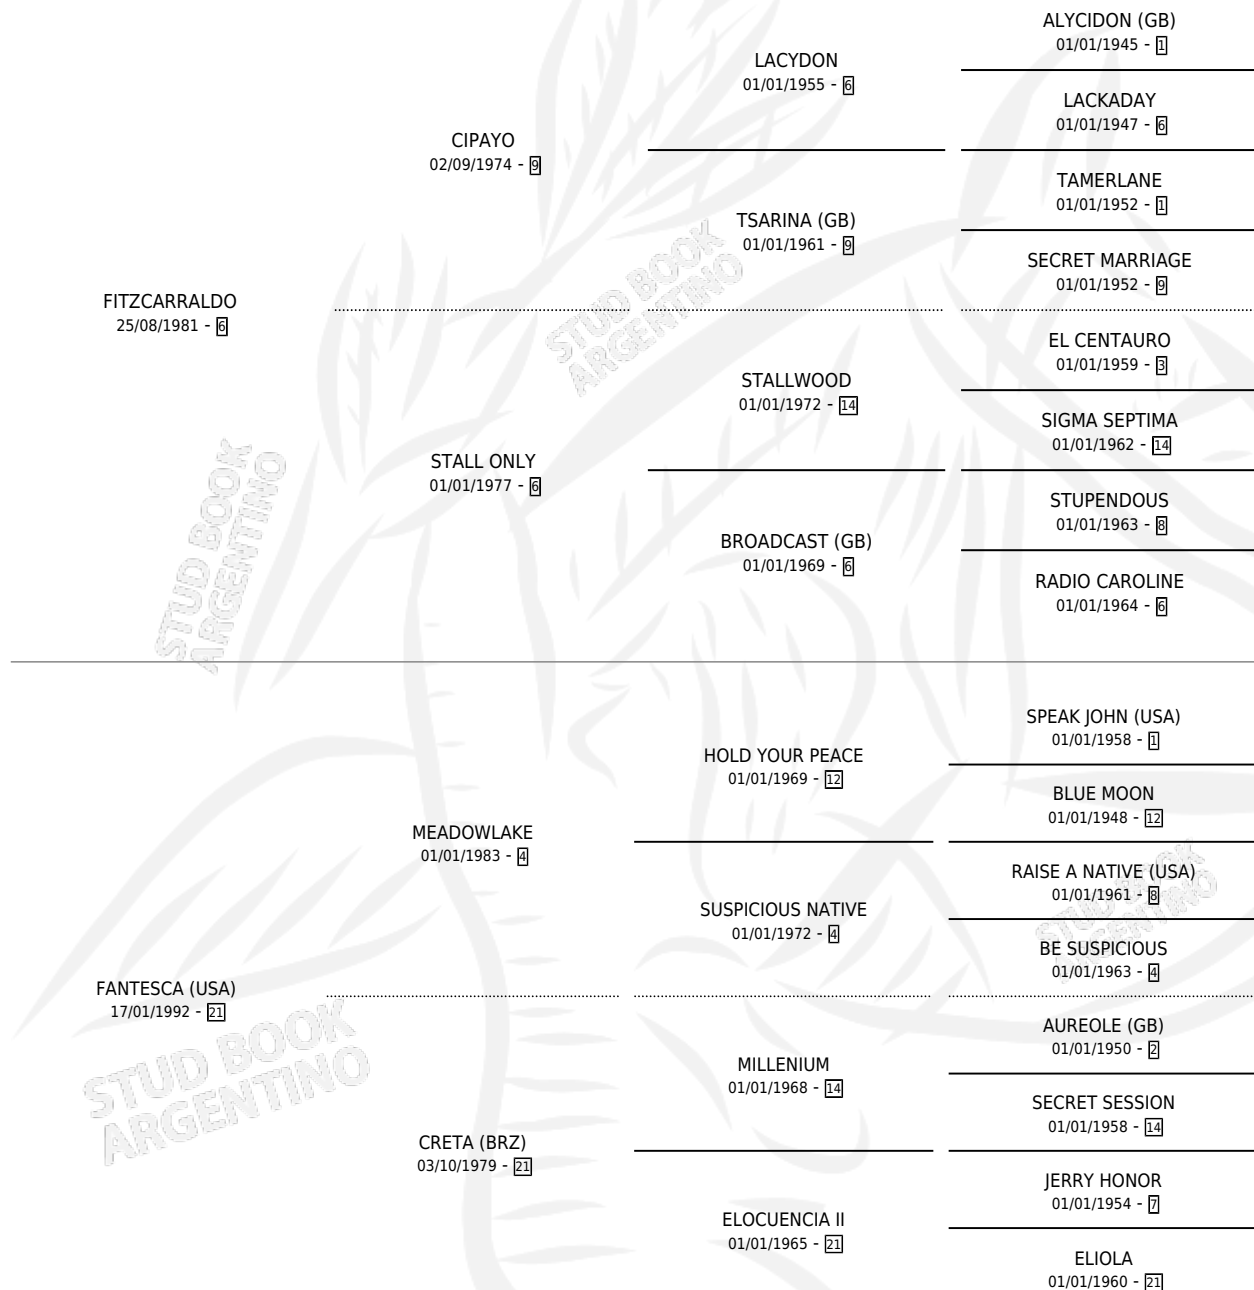 ALYCIDON (GB)
01/01/1945 - 1
LACYDON
01/01/1955 - 6
LACKADAY
01/01/1947 - 6
CIPAYO
02/09/1974 - 9
TAMERLANE
01/01/1952 - 1
TSARINA (GB)
01/01/1961 - 9
SECRET MARRIAGE
01/01/1952 - 9
FITZCARRALDO
25/08/1981 - 6
EL CENTAURO
01/01/1959 - 3
STALLWOOD
01/01/1972 - 14
SIGMA SEPTIMA
01/01/1962 - 14
STALL ONLY
01/01/1977 - 6
STUPENDOUS
01/01/1963 - 8
BROADCAST (GB)
01/01/1969 - 6
RADIO CAROLINE
01/01/1964 - 6
STUD BOOK
ARGENTINO
STUD BOOK
ARGENTINO
SPEAK JOHN (USA)
01/01/1958 - 1
HOLD YOUR PEACE
01/01/1969 - 12
BLUE MOON
01/01/1948 - 12
MEADOWLAKE
01/01/1983 - 4
RAISE A NATIVE (USA)
01/01/1961 - 8
SUSPICIOUS NATIVE
01/01/1972 - 4
BE SUSPICIOUS
01/01/1963 - 4
FANTESCA (USA)
17/01/1992 - 21
AUREOLE (GB)
01/01/1950 - 2
MILLENIUM
01/01/1968 - 14
SECRET SESSION
01/01/1958 - 14
CRETA (BRZ)
03/10/1979 - 21
JERRY HONOR
01/01/1954 - 7
ELOCUENCIA II
01/01/1965 - 21
ELIOLA
01/01/1960 - 21
STUD BOOK
ARGENTINO
STUD BOOK
ARGENTINO